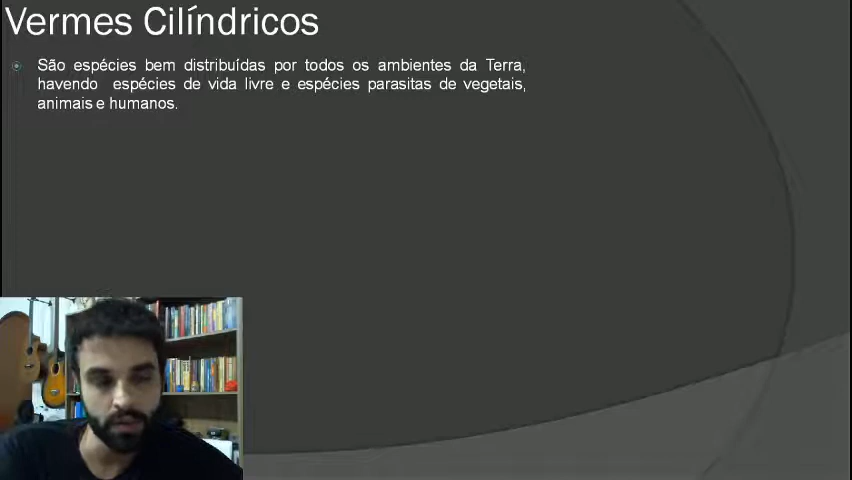 Vermes Cilíndricos
São espécies bem distribuídas por todos os ambientes da Terra,
havendo espécies de vida livre e espécies parasitas de vegetais,
animais e humanos.